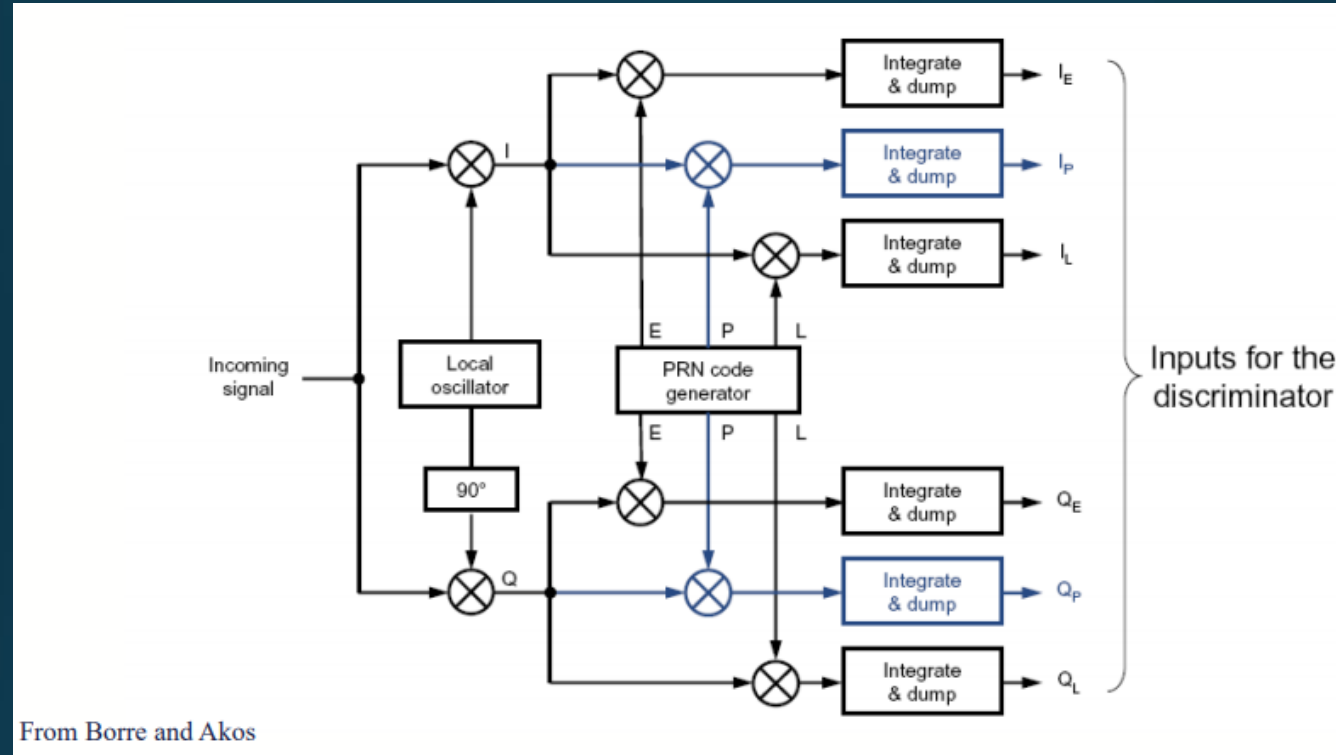 Integrate
& dump
I_E
I
Integrate
& dump
I_P
Integrate
& dump
I_L
E P L
Incoming
signal
Local
oscillator
PRN code
generator
Inputs for the
discriminator
E P L
90°
Integrate
& dump
Q_E
Q
Integrate
& dump
Q_P
Integrate
& dump
Q_L
From Borre and Akos